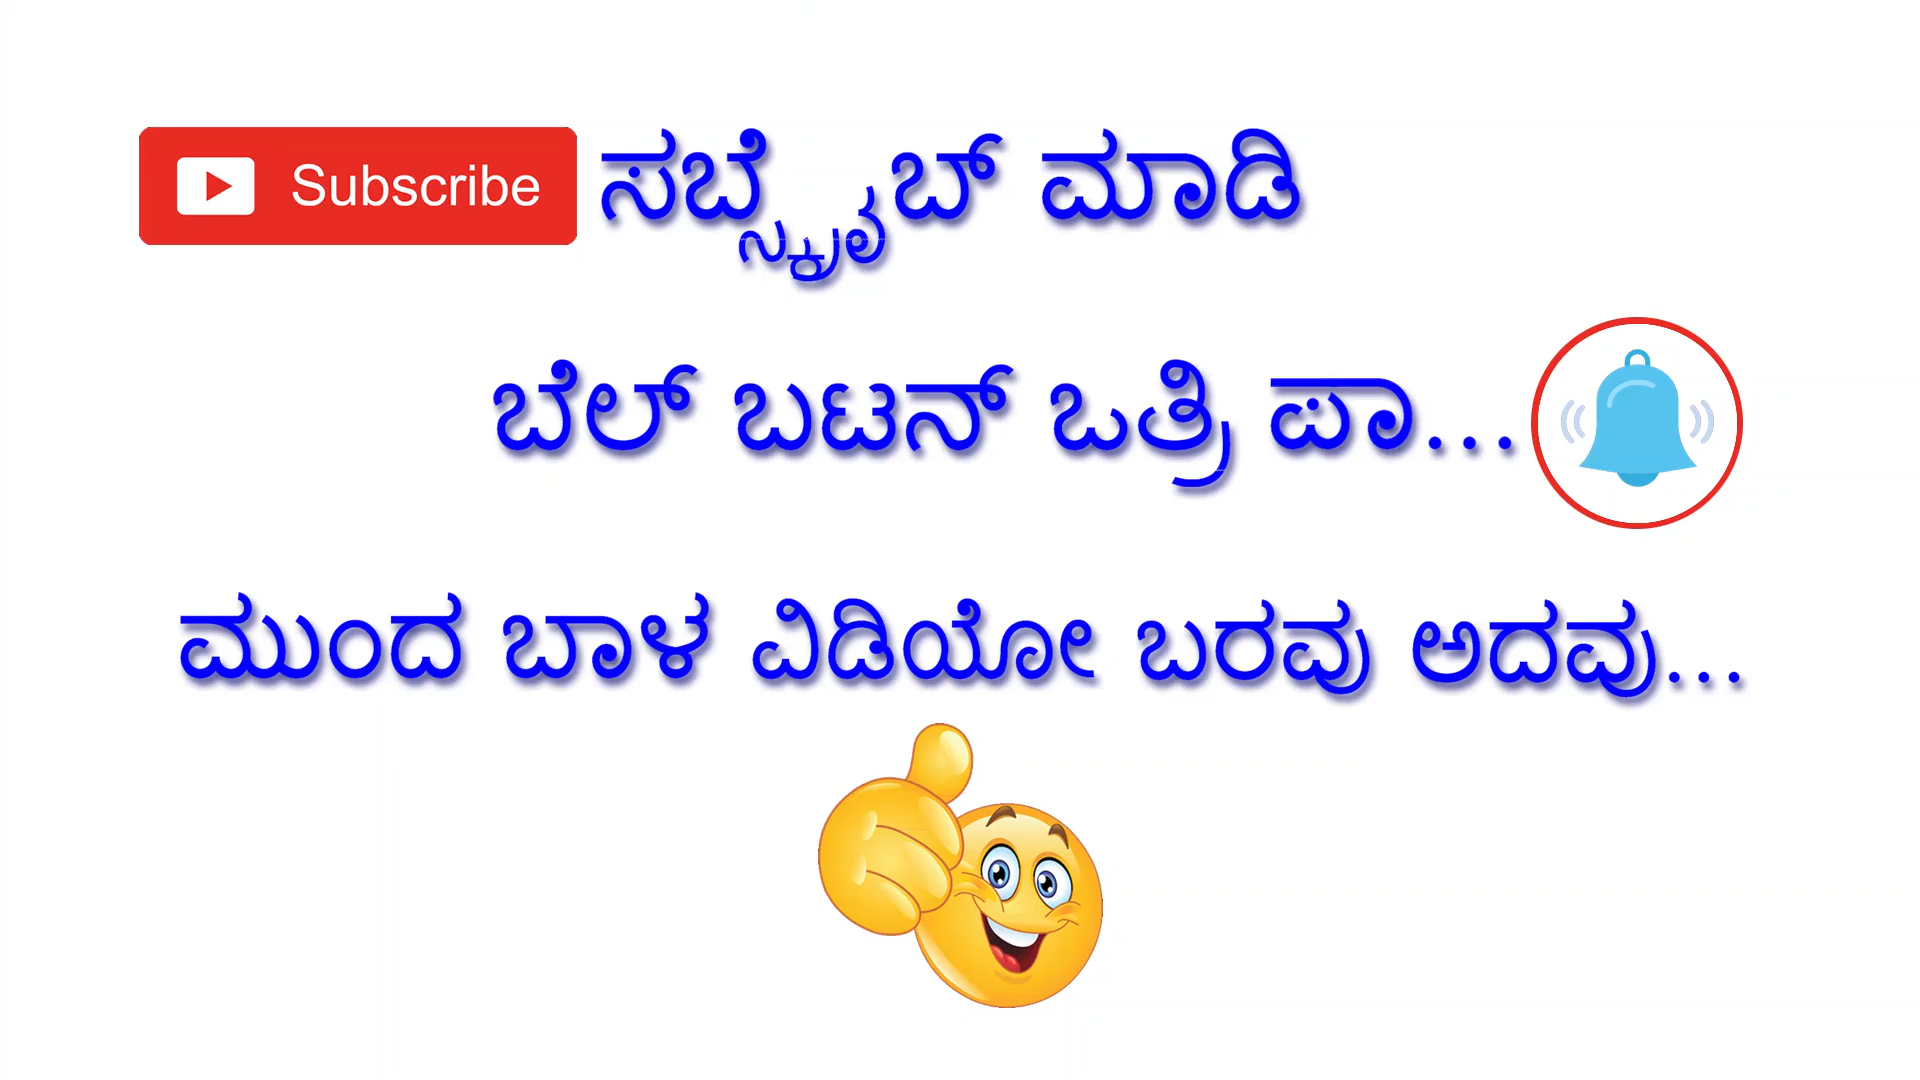 Subscribe ಸಬ್ಸ್ಕ್ರೈಬ್ ಮಾಡಿ
ಬೆಲ್ ಬಟನ್ ಒತ್ರಿ ಪಾ...
ಮುಂದ ಬಾಳ ವಿಡಿಯೋ ಬರವು ಅದವು...